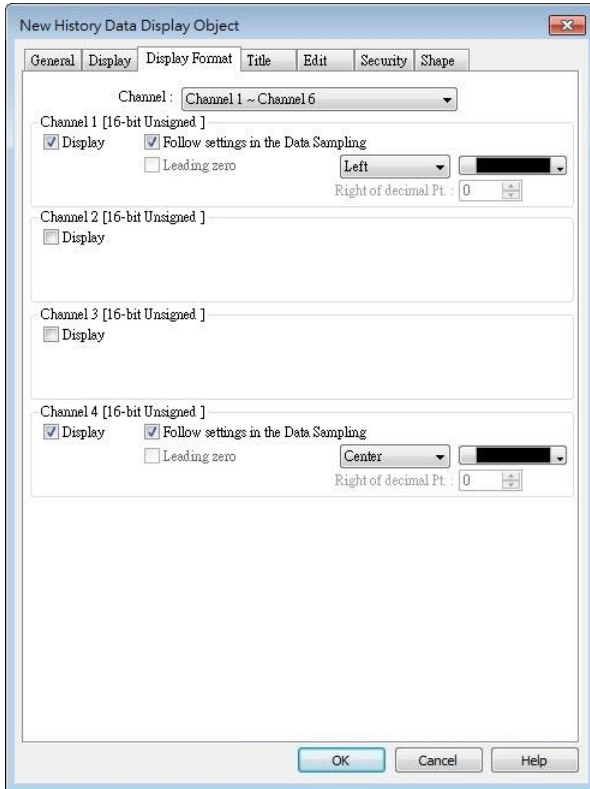 New History Data Display Object
General Display Display Format Title Edit Security Shape
Channel : Channel 1 ~ Channel 6
Channel 1 [16-bit Unsigned ]
Display Follow settings in the Data Sampling
Leading zero Left
Right of decimal Pt. : 0
Channel 2 [16-bit Unsigned ]
Display
Channel 3 [16-bit Unsigned ]
Display
Channel 4 [16-bit Unsigned ]
Display Follow settings in the Data Sampling
Leading zero Center
Right of decimal Pt. : 0
OK Cancel Help